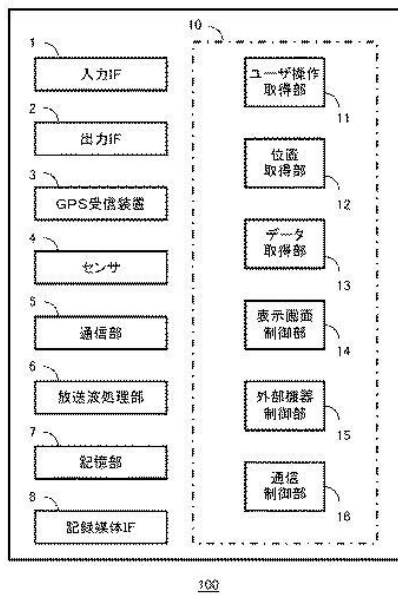 1
入力IF
2
出力IF
3
GPS受信装置
4
センサ
5
通信部
6
放送波処理部
7
記憶部
8
記録媒体IF
10
ユーザ操作
取得部
11
位置
取得部
12
データ
取得部
13
表示画面
制御部
14
外部機器
制御部
15
通信
制御部
16
100